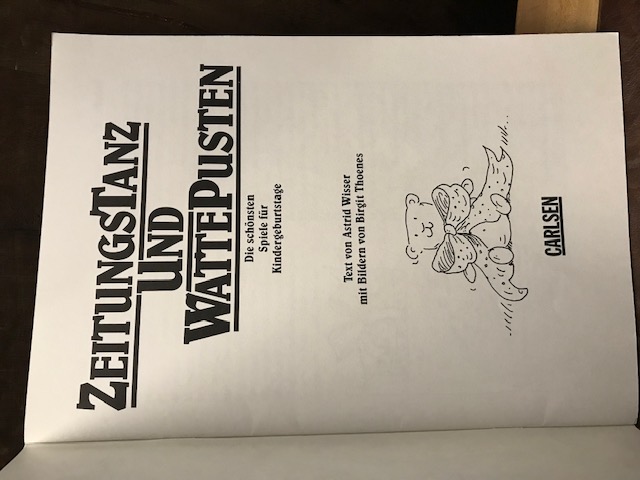 ZEITUNGSTANZ
UND
WATTEPUSTEN
Die schönsten
Spiele für
Kindergeburtstage
Text von Astrid Wisser
mit Bildern von Birgit Thoenes
CARLSEN